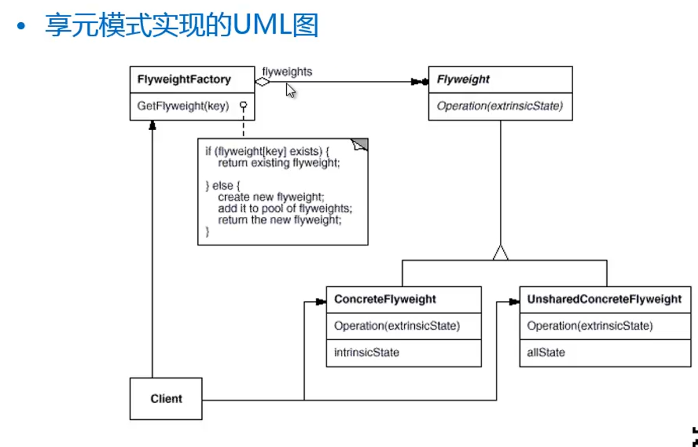 • 享元模式实现的UML图
FlyweightFactory
flyweights
Flyweight
GetFlyweight(key)
Operation(extrinsicState)
if (flyweight[key] exists) {
return existing flyweight;
} else {
create new flyweight;
add it to pool of flyweights;
return the new flyweight;
}
ConcreteFlyweight
Operation(extrinsicState)
intrinsicState
UnsharedConcreteFlyweight
Operation(extrinsicState)
allState
Client